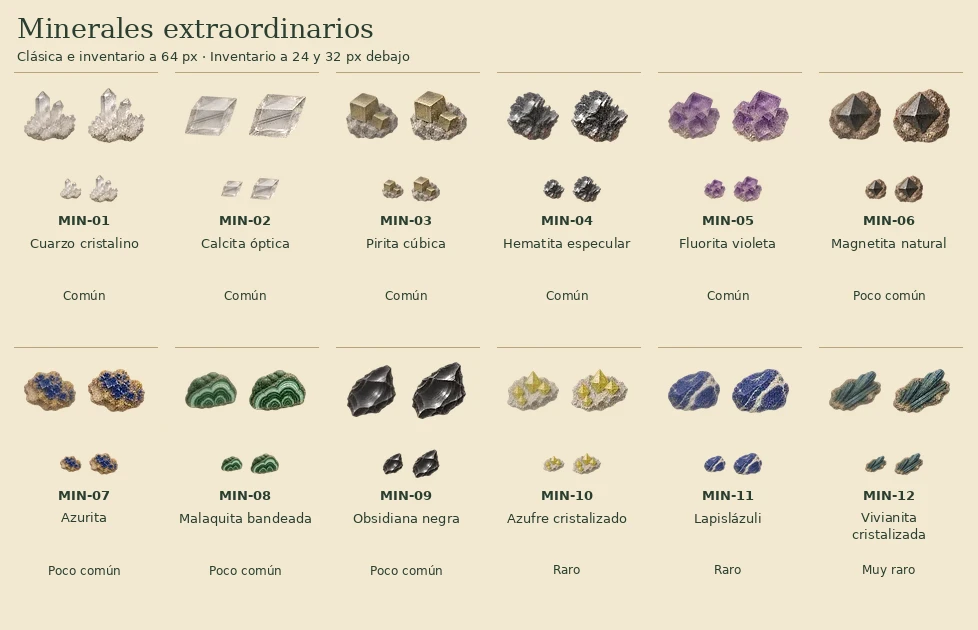 Minerales extraordinarios
Clásica e inventario a 64 px · Inventario a 24 y 32 px debajo
MIN-01
Cuarzo cristalino
Común
MIN-02
Calcita óptica
Común
MIN-03
Pirita cúbica
Común
MIN-04
Hematita especular
Común
MIN-05
Fluorita violeta
Común
MIN-06
Magnetita natural
Poco común
MIN-07
Azurita
Poco común
MIN-08
Malaquita bandeada
Poco común
MIN-09
Obsidiana negra
Poco común
MIN-10
Azufre cristalizado
Raro
MIN-11
Lapislázuli
Raro
MIN-12
Vivianita
cristalizada
Muy raro